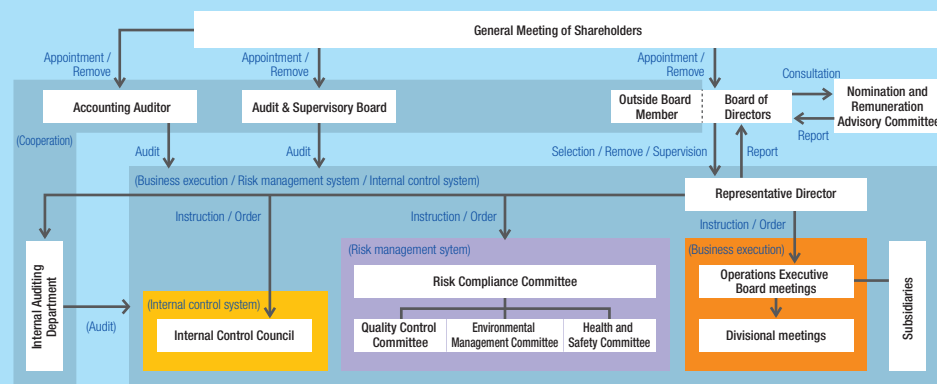 General Meeting of Shareholders
Appointment /
Remove
Appointment /
Remove
Appointment /
Remove
Consultation
Accounting Auditor
Audit & Supervisory Board
Outside Board
Member
Board of
Directors
Nomination and
Remuneration
Advisory Committee
(Cooperation)
Audit
Audit
Selection / Remove / Supervision
Report
Report
(Business execution / Risk management system / Internal control system)
Representative Director
Instruction / Order
Instruction / Order
Instruction / Order
Internal Auditing
Department
(Audit)
(Internal control system)
Internal Control Council
(Risk management sytem)
Risk Compliance Committee
Quality Control
Committee
Environmental
Management Committee
Health and
Safety Committee
(Business execution)
Operations Executive
Board meetings
Divisional meetings
Subsidiaries